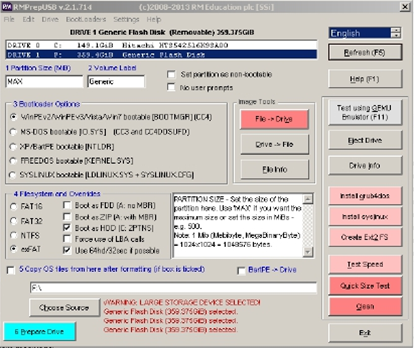 RMPrepUSB v.2.1.714 (c)2008-2013 RM Education plc [SSi]
File Drive Drive BootLoaders Settings Help
DRIVE 1 Generic Flash Disk (Removable) 359.375GiB
English
DRIVE 0 : 149.1GiB Hitachi
DRIVE 1 F: 359.4GiB Generic Flash Disk
Refresh (F5)
1 Partition Size (MiB) 2 Volume Label
MAX Generic
Set partition as non-bootable
No user prompts
Help (F11)
3 Bootloader Options
Image Tools
WinPEv2/WinPEv3/Vista/Win7 bootable [BOOTMGR] (CC4)
File -> Drive
Test using QEMU Emulator (F11)
MS-DOS bootable [IO.SYS] (CC3 and CC4DOSUFD)
Drive -> File
Eject Drive
XP/BartPE bootable [NTLDR]
FREEDOS bootable [KERNEL.SYS]
File Info
Drive Info
SYSLINUX bootable [LDLINUX.SYS + SYSLINUX.CFG]
4 Filesystem and Overrides
FAT16
FAT32
NTFS
exFAT
Boot as FDD (A: no MBR)
Boot as ZIP (A: with MBR)
Boot as HDD (C: 2PTNS)
Force use of LBA calls
Use 64hd/32sec if possible
PARTITION SIZE - Set the size of the
partition here. Use 'MAX' if you want the
maximum size or set the size in MiBs -
e.g. 500.
Note: 1 Mib (Mebibyte, MegaBinaryByte)
= 1024x1024 = 1048576 bytes.
Install grub4dos
Install syslinux
Create Ext2 FS
5 Copy OS files from here after formatting (if box is ticked)
BartPE -> Drive
Test Speed
F:\
Quick Size Test
Choose Source
WARNING: LARGE STORAGE DEVICE SELECTED!
Generic Flash Disk (359.375GiB) selected.
Generic Flash Disk (359.375GiB) selected.
Generic Flash Disk (359.375GiB) selected.
Clean
6 Prepare Drive
Exit